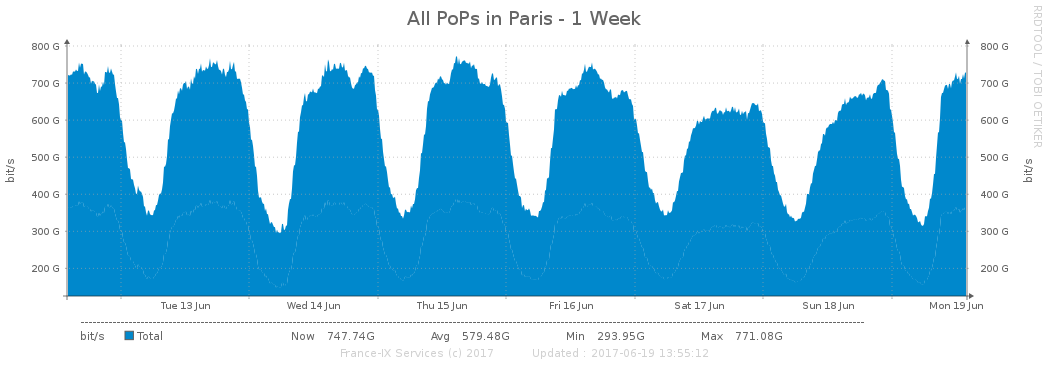 All PoPs in Paris - 1 Week
RRDTOOL / TOBI OETIKER
800 G 800 G
700 G 700 G
600 G 600 G
500 G 500 G
400 G 400 G
300 G 300 G
200 G 200 G
bit/s bit/s
Tue 13 Jun Wed 14 Jun Thu 15 Jun Fri 16 Jun Sat 17 Jun Sun 18 Jun Mon 19 Jun
bit/s Total Now 747.74G Avg 579.48G Min 293.95G Max 771.08G
France-IX Services (c) 2017 Updated : 2017-06-19 13:55:12